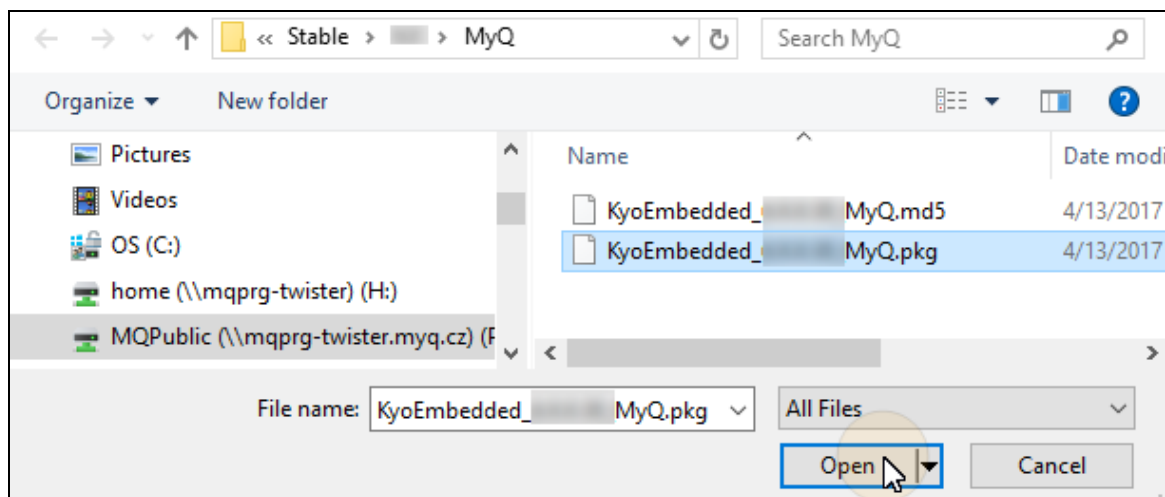 « Stable > > MyQ
Search MyQ
Organize
New folder
?
Pictures
Videos
OS (C:)
home (\\mqprg-twister) (H:)
MQPublic (\\mqprg-twister.myq.cz) (
Name
Date modi
KyoEmbedded_ MyQ.md5
4/13/2017
KyoEmbedded_ MyQ.pkg
4/13/2017
File name:
KyoEmbedded_ MyQ.pkg
All Files
Open
Cancel